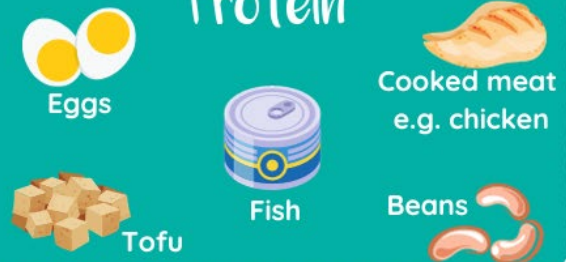 Protein
Eggs
Cooked meat
e.g. chicken
Fish
Beans
Tofu